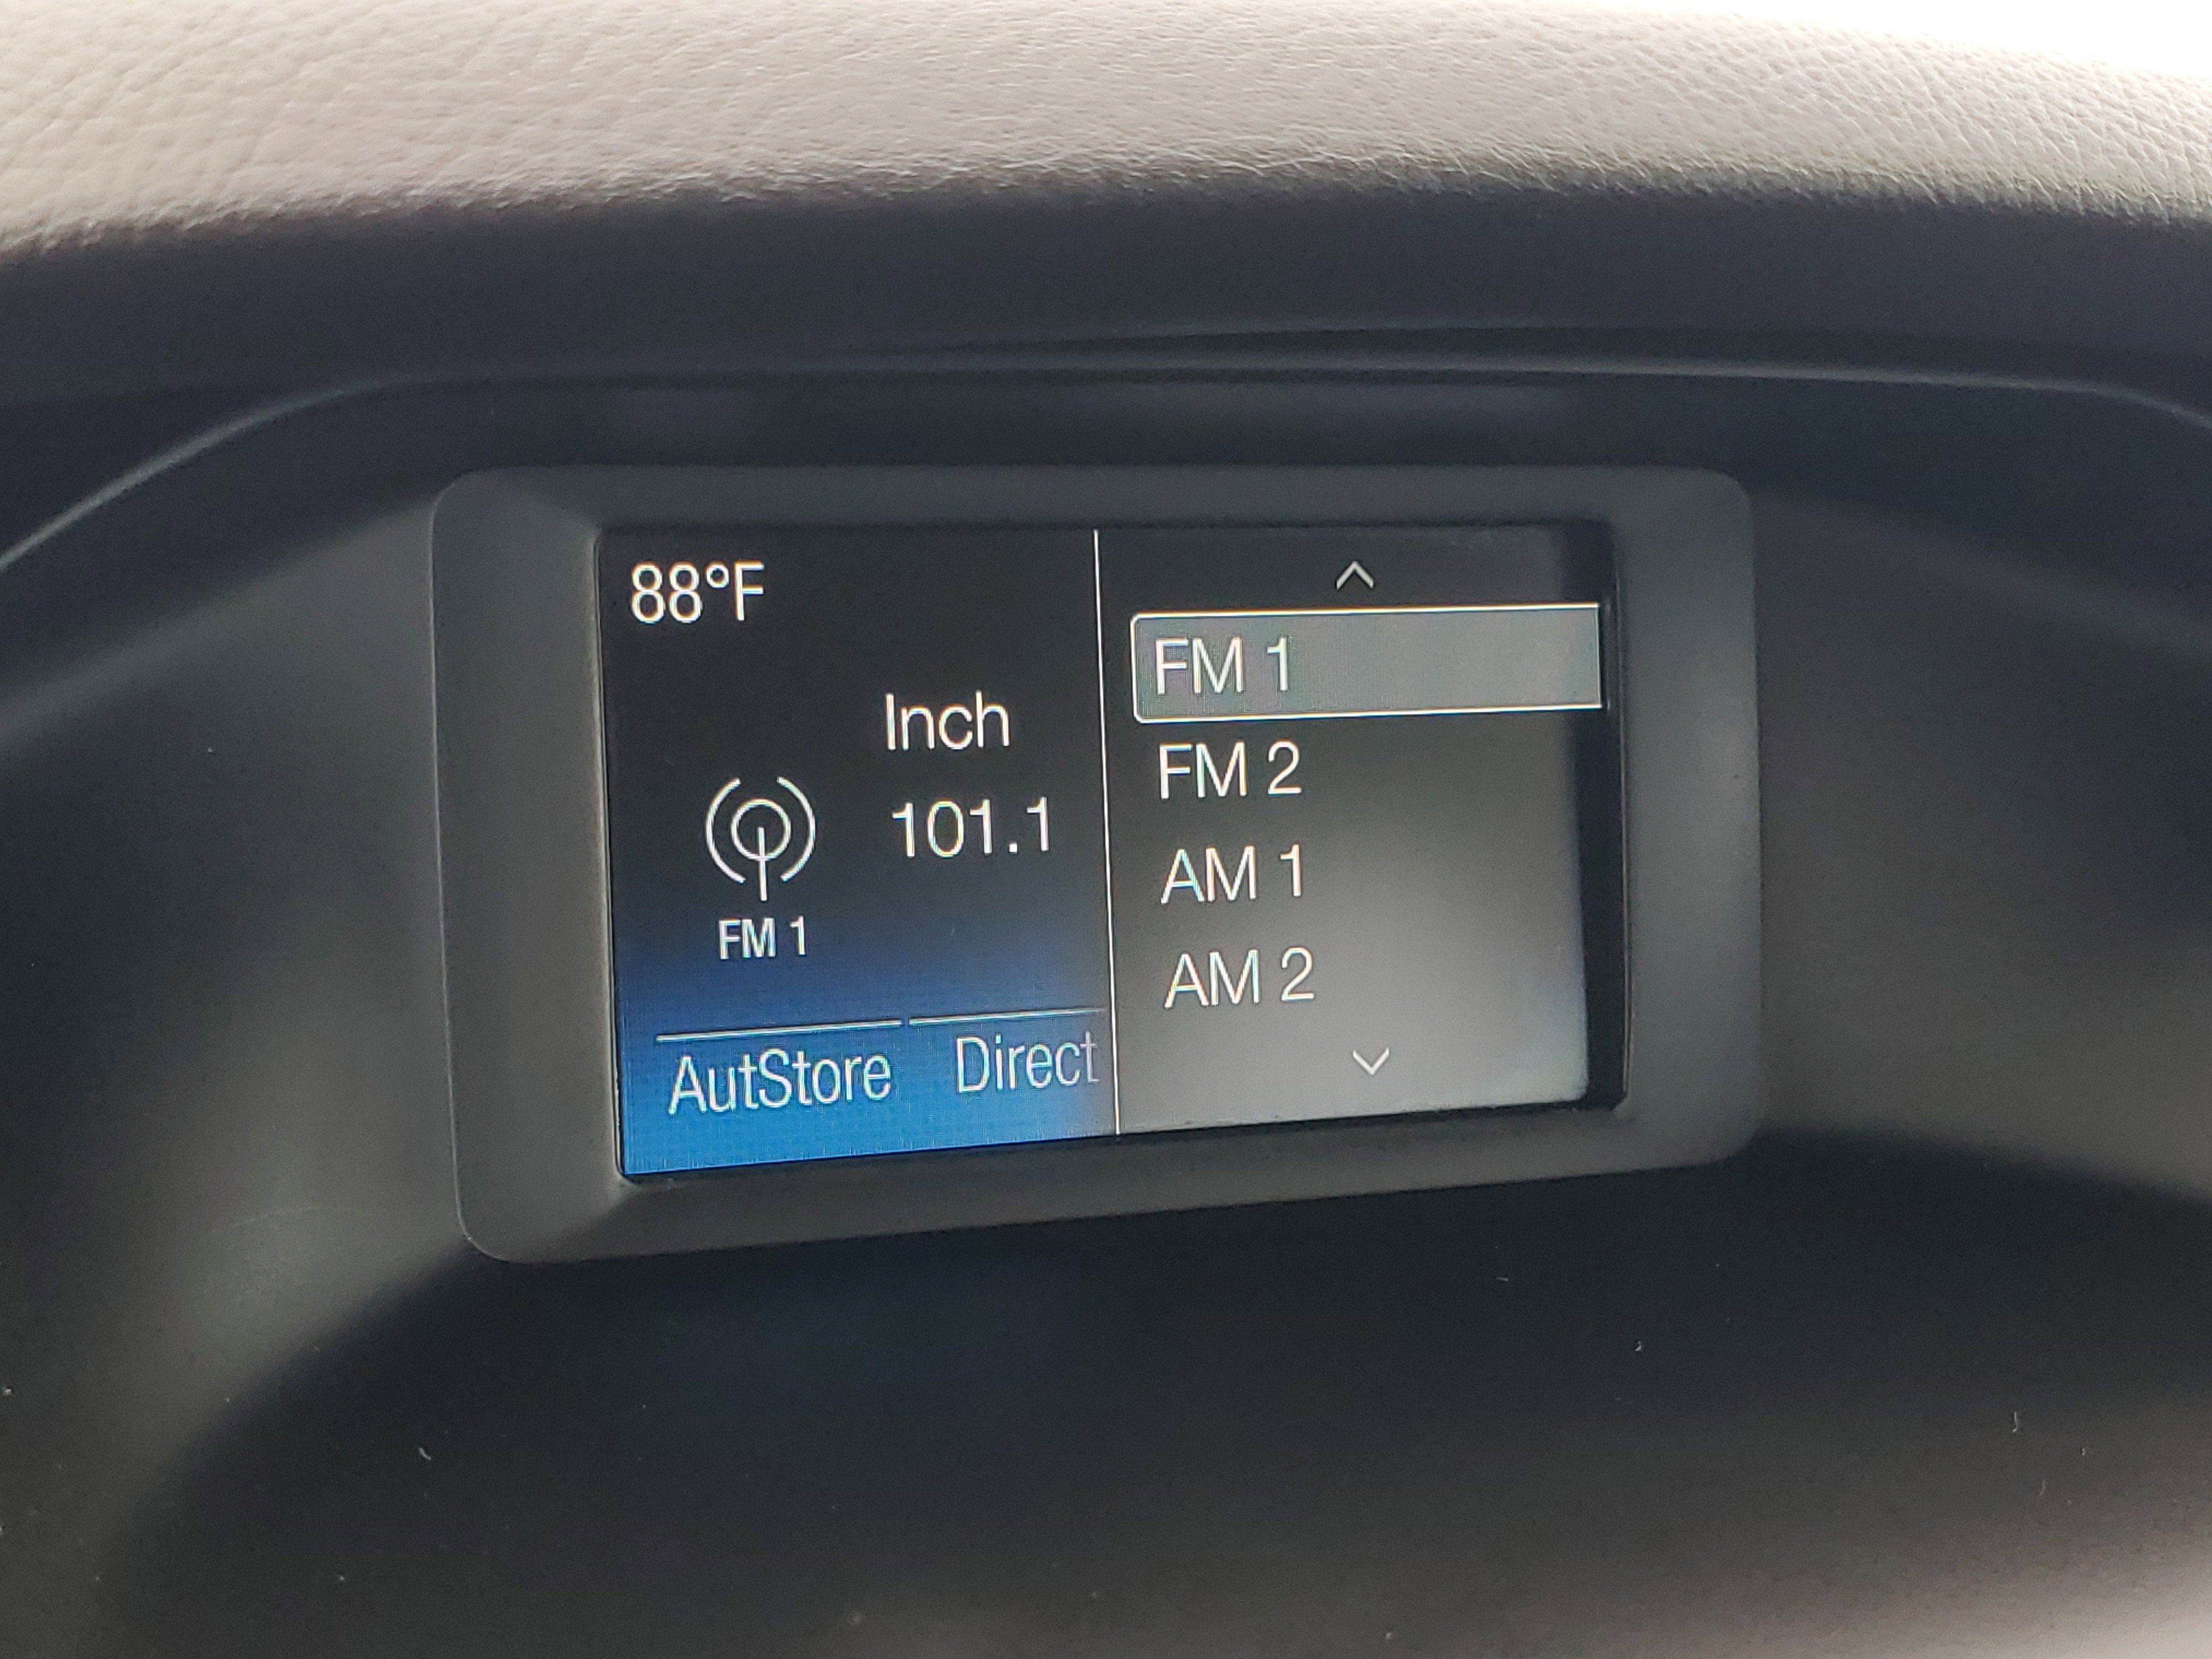 88°F
Inch
101.1
FM 1
AutStore
Direct
FM 1
FM 2
AM 1
AM 2